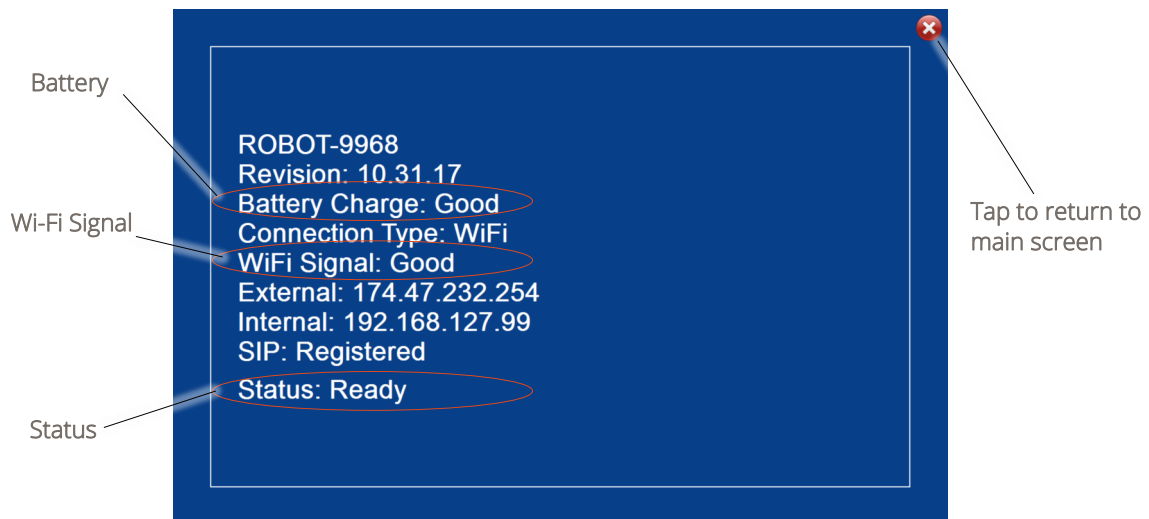 Battery
Wi-Fi Signal
Status
ROBOT-9968
Revision: 10.31.17
Battery Charge: Good
Connection Type: WiFi
WiFi Signal: Good
External: 174.47.232.254
Internal: 192.168.127.99
SIP: Registered
Status: Ready
Tap to return to
main screen